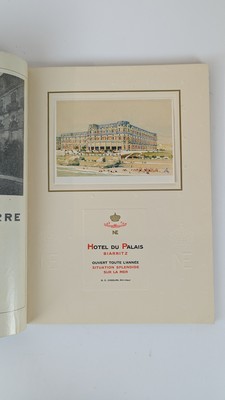 RRE
HOTEL DU PALAIS
BIARRITZ
OUVERT TOUTE L'ANNÉE
SITUATION SPLENDIDE
SUR LA MER